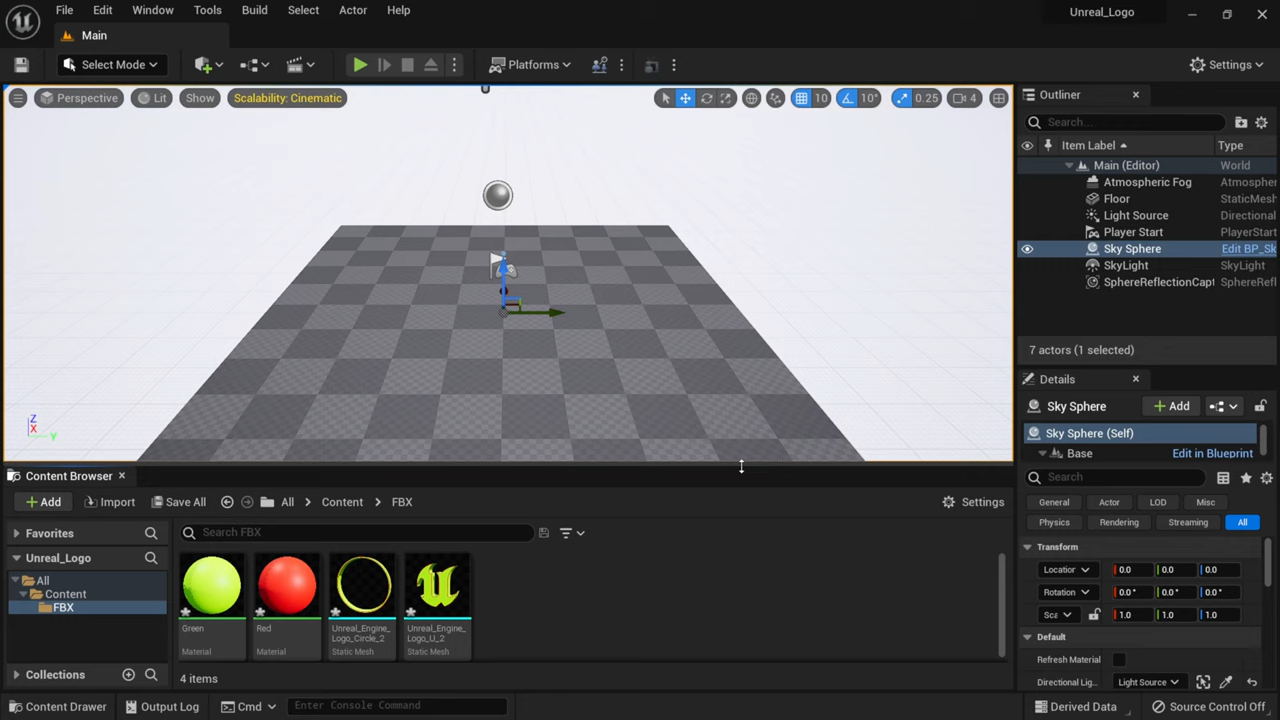 File Edit Window Tools Build Select Actor Help
Unreal_Logo
Main
Select Mode
Platforms
Settings
Perspective
Lit
Show
Scalability: Cinematic
10
10°
0.25
4
Outliner
Search...
Item Label
Type
Main (Editor) World
Atmospheric Fog Atmosphere
Floor StaticMesh
Light Source Directional
Player Start PlayerStart
Sky Sphere Edit BP_Sk
SkyLight SkyLight
SphereReflectionCapt SphereRefl
7 actors (1 selected)
Z
X
Y
Details
Sky Sphere
Add
Sky Sphere (Self)
Base Edit in Blueprint
Search
General Actor LOD Misc
Physics Rendering Streaming All
Transform
Location 0.0 0.0 0.0
Rotation 0.0° 0.0° 0.0°
Sca 1.0 1.0 1.0
Default
Refresh Material
Directional Lig... Light Source
Content Browser
Add Import Save All All Content FBX Settings
Favorites
Search FBX
Unreal_Logo
All
Content
FBX
Collections
Green
Material
Red
Material
Unreal_Engine_
Logo_Circle_2
Static Mesh
Unreal_Engine_
Logo_U_2
Static Mesh
4 items
Content Drawer Output Log Cmd Enter Console Command Derived Data Source Control Off